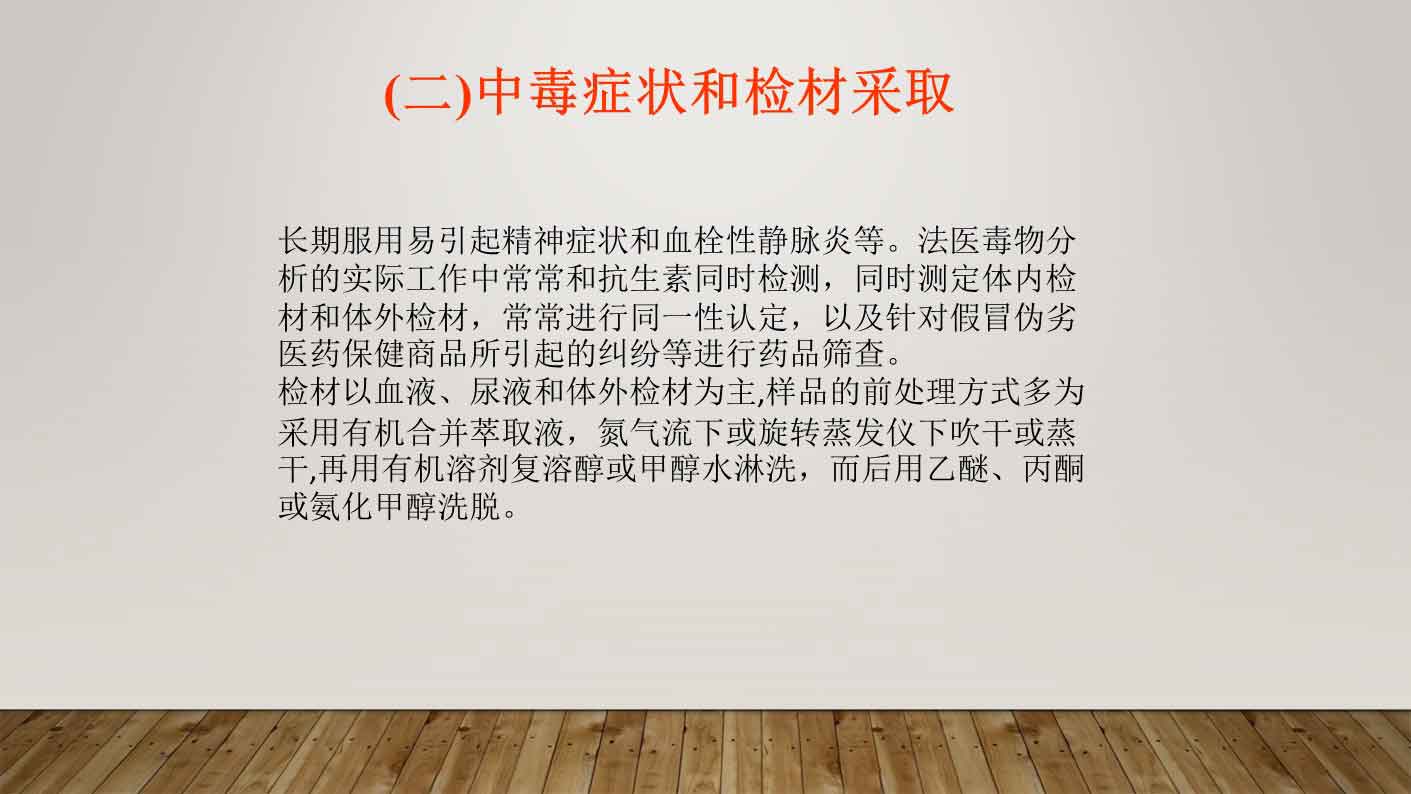 (二)中毒症状和检材采取
长期服用易引起精神症状和血栓性静脉炎等。法医毒物分
析的实际工作中常常和抗生素同时检测，同时测定体内检
材和体外检材，常常进行同一性认定，以及针对假冒伪劣
医药保健商品所引起的纠纷等进行药品筛查。
检材以血液、尿液和体外检材为主,样品的前处理方式多为
采用有机合并萃取液，氮气流下或旋转蒸发仪下吹干或蒸
干,再用有机溶剂复溶醇或甲醇水淋洗，而后用乙醚、丙酮
或氨化甲醇洗脱。